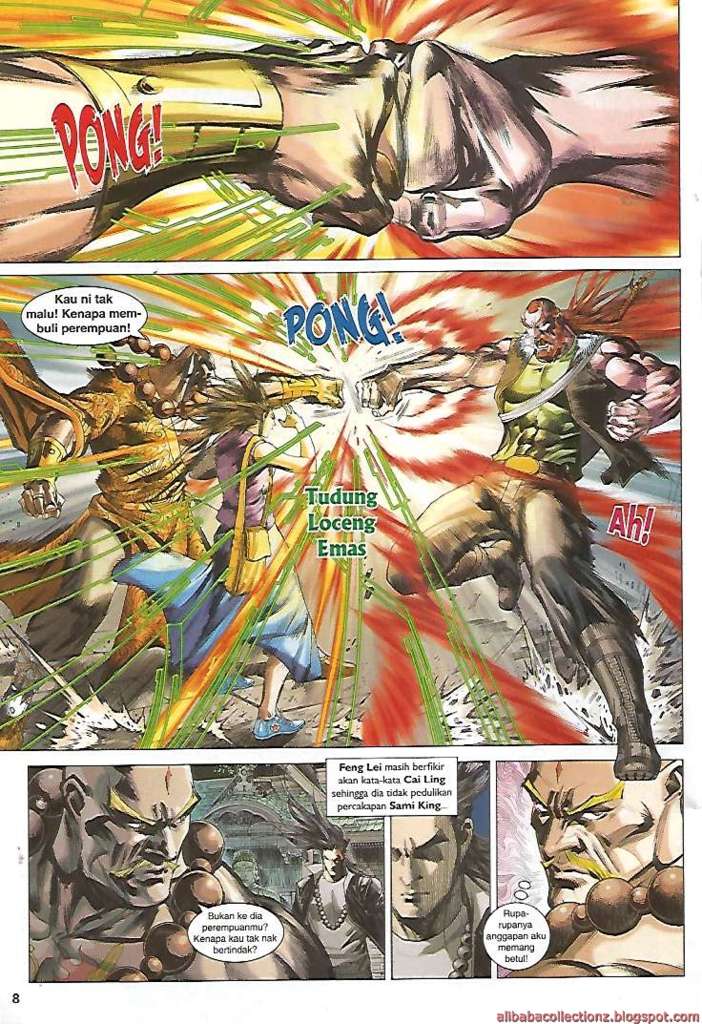 PONG!
Kau ni tak
malu! Kenapa mem-
buli perempuan!
PONG!
Tudung
Loceng
Emas
Ah!
Feng Lei masih berfikir
akan kata-kata Cai Ling
sehingga dia tak pedulikan
percakapan Sami King...
Bukan ke dia
perempuanmu?
Kenapa kau tak nak
bertindak?
Rupa-
rupanya
anggapan aku
memang
betul!
8
alibabacollectionz.blogspot.com